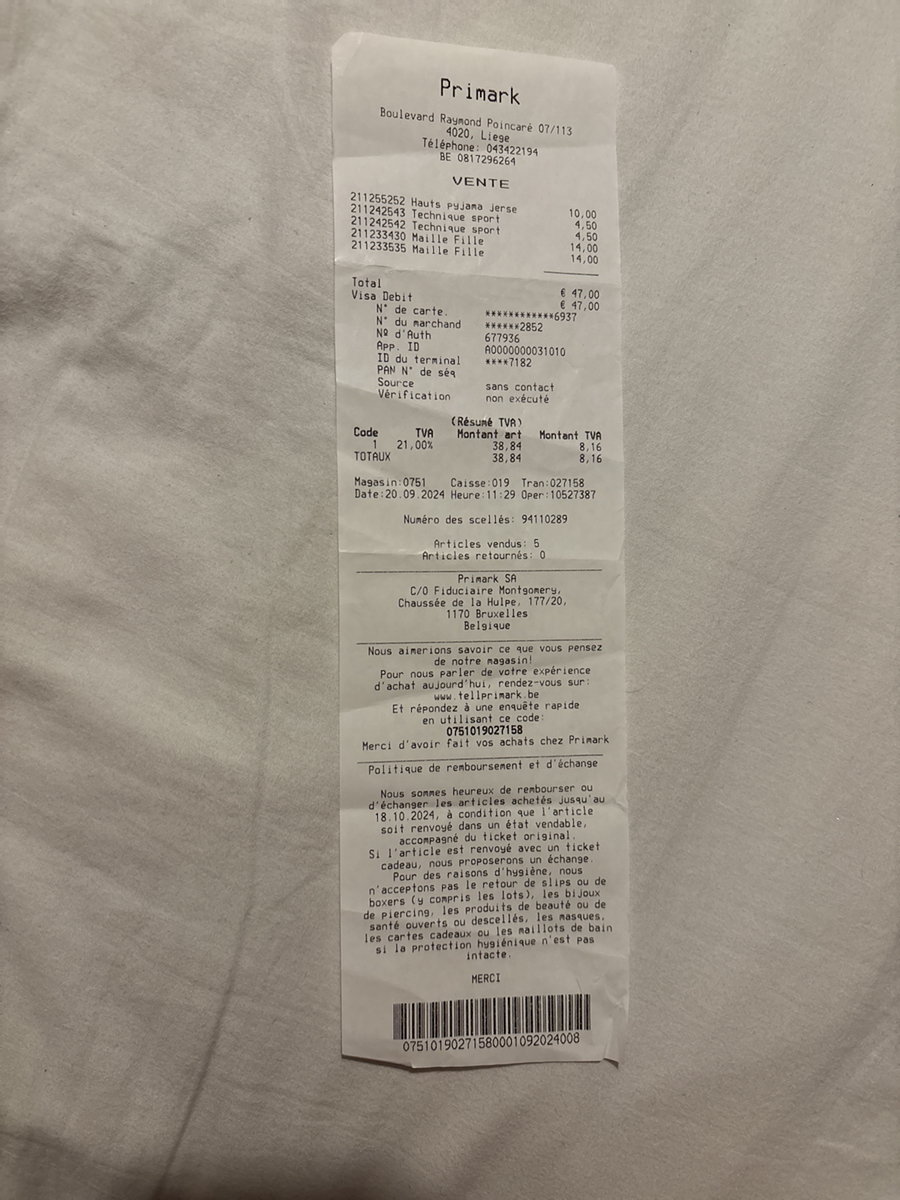 Primark
Boulevard Raymond Poincaré 07/113
4020, Liege
Téléphone: 043422194
BE 0817296264
VENTE
211255252 Hauts pyjama jerse 10,00
211242543 Technique sport 4,50
211242542 Technique sport 4,50
211233430 Maille Fille 14,00
211233535 Maille Fille 14,00
Total € 47,00
Visa Debit € 47,00
N° de carte. ************6937
N° du marchand ******2852
Nº d'Auth 677936
App. ID A0000000031010
ID du terminal ****7182
PAN N° de séq
Source sans contact
Vérification non exécuté
(Résumé TVA)
Code TVA Montant art Montant TVA
1 21,00% 38,84 8,16
TOTAUX 38,84 8,16
Magasin:0751 Caisse:019 Tran:027158
Date:20.09.2024 Heure:11:29 Oper:10527387
Numéro des scellés: 94110289
Articles vendus: 5
Articles retournés: 0
Primark SA
C/O Fiduciaire Montgomery,
Chaussée de la Hulpe, 177/20,
1170 Bruxelles
Belgique
Nous aimerions savoir ce que vous pensez
de notre magasin!
Pour nous parler de votre expérience
d'achat aujourd'hui, rendez-vous sur:
www.tellprimark.be
Et répondez à une enquête rapide
en utilisant ce code:
0751019027158
Merci d'avoir fait vos achats chez Primark
Politique de remboursement et d'échange
Nous sommes heureux de rembourser ou
d'échanger les articles achetés jusqu'au
18.10.2024, à condition que l'article
soit renvoyé dans un état vendable,
accompagné du ticket original.
Si l'article est renvoyé avec un ticket
cadeau, nous proposerons un échange.
Pour des raisons d'hygiène, nous
n'acceptons pas le retour de slips ou de
boxers (y compris les lots), les bijoux
de piercing, les produits de beauté ou de
santé ouverts ou descellés, les masques,
les cartes cadeaux ou les maillots de bain
si la protection hygiénique n'est pas
intacte.
MERCI
07510190271580001092024008